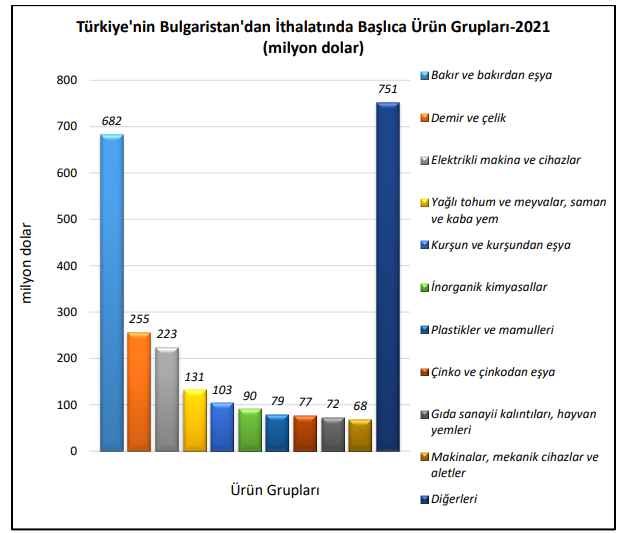 Türkiye'nin Bulgaristan'dan İthalatında Başlıca Ürün Grupları-2021
(milyon dolar)
800
700
600
500
400
300
200
100
0
milyon dolar
682
255
223
131
103
90
79
77
72
68
751
Ürün Grupları
Bakır ve bakırdan eşya
Demir ve çelik
Elektrikli makina ve cihazlar
Yağlı tohum ve meyvalar, saman
ve kaba yem
Kurşun ve kurşundan eşya
İnorganik kimyasallar
Plastikler ve mamulleri
Çinko ve çinkodan eşya
Gıda sanayii kalıntıları, hayvan
yemleri
Makinalar, mekanik cihazlar ve
aletler
Diğerleri